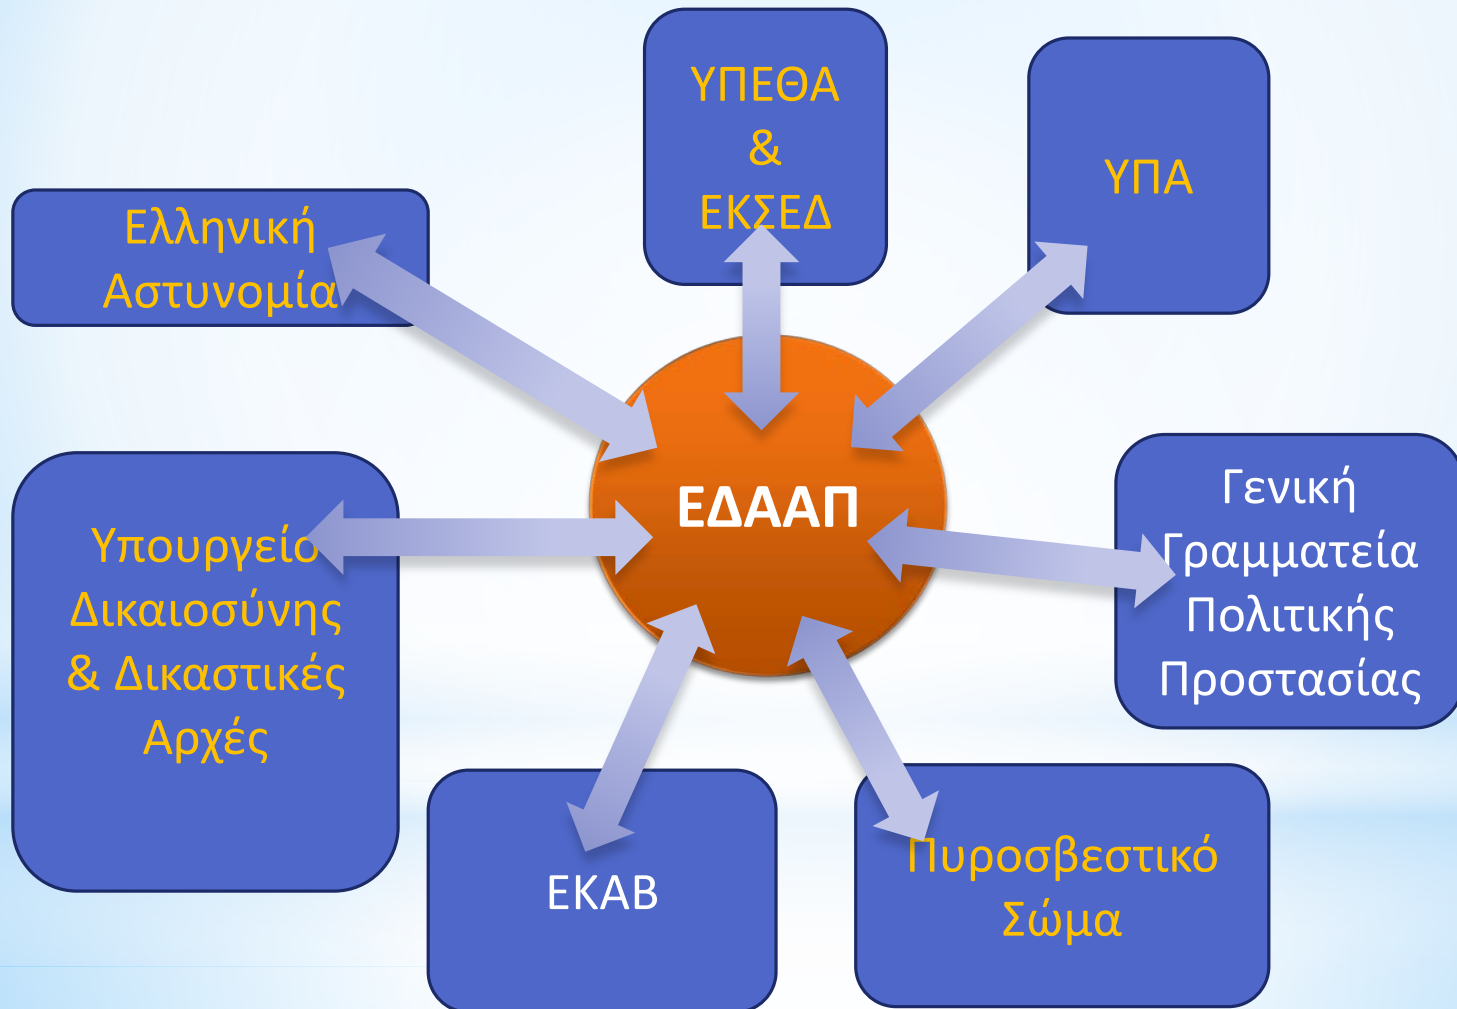 ΥΠΕΘΑ
&
ΕΚΣΕΔ
ΥΠΑ
Ελληνική
Αστυνομία
ΕΔΑΑΠ
Γενική
Γραμματεία
Πολιτικής
Προστασίας
Υπουργείο
Δικαιοσύνης
& Δικαστικές
Αρχές
ΕΚΑΒ
Πυροσβεστικό
Σώμα